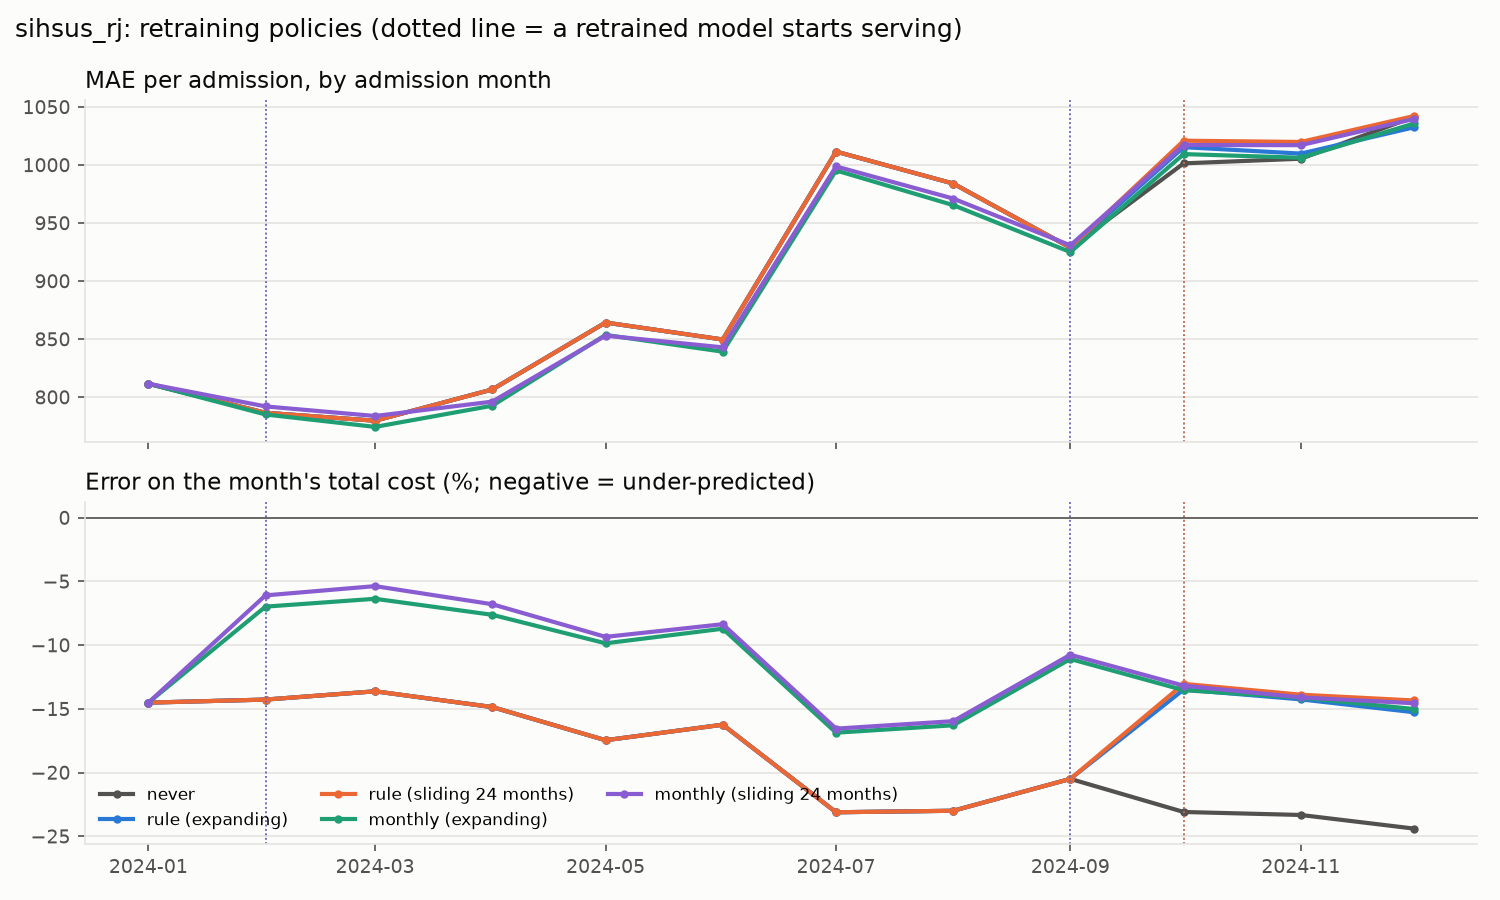 sihsus_rj: retraining policies (dotted line = a retrained model starts serving)
MAE per admission, by admission month
1050
1000
950
900
850
800
Error on the month's total cost (%; negative = under-predicted)
0
−5
−10
−15
−20
−25
never
rule (sliding 24 months)
monthly (sliding 24 months)
rule (expanding)
monthly (expanding)
2024-01
2024-03
2024-05
2024-07
2024-09
2024-11